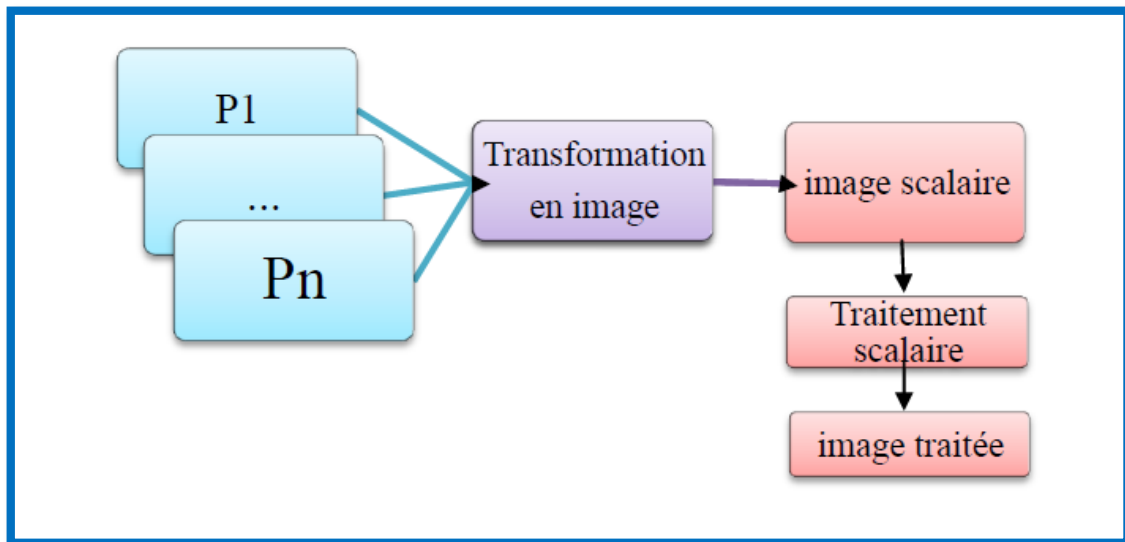 P1
...
Pn
Transformation
en image
image scalaire
Traitement
scalaire
image traitée